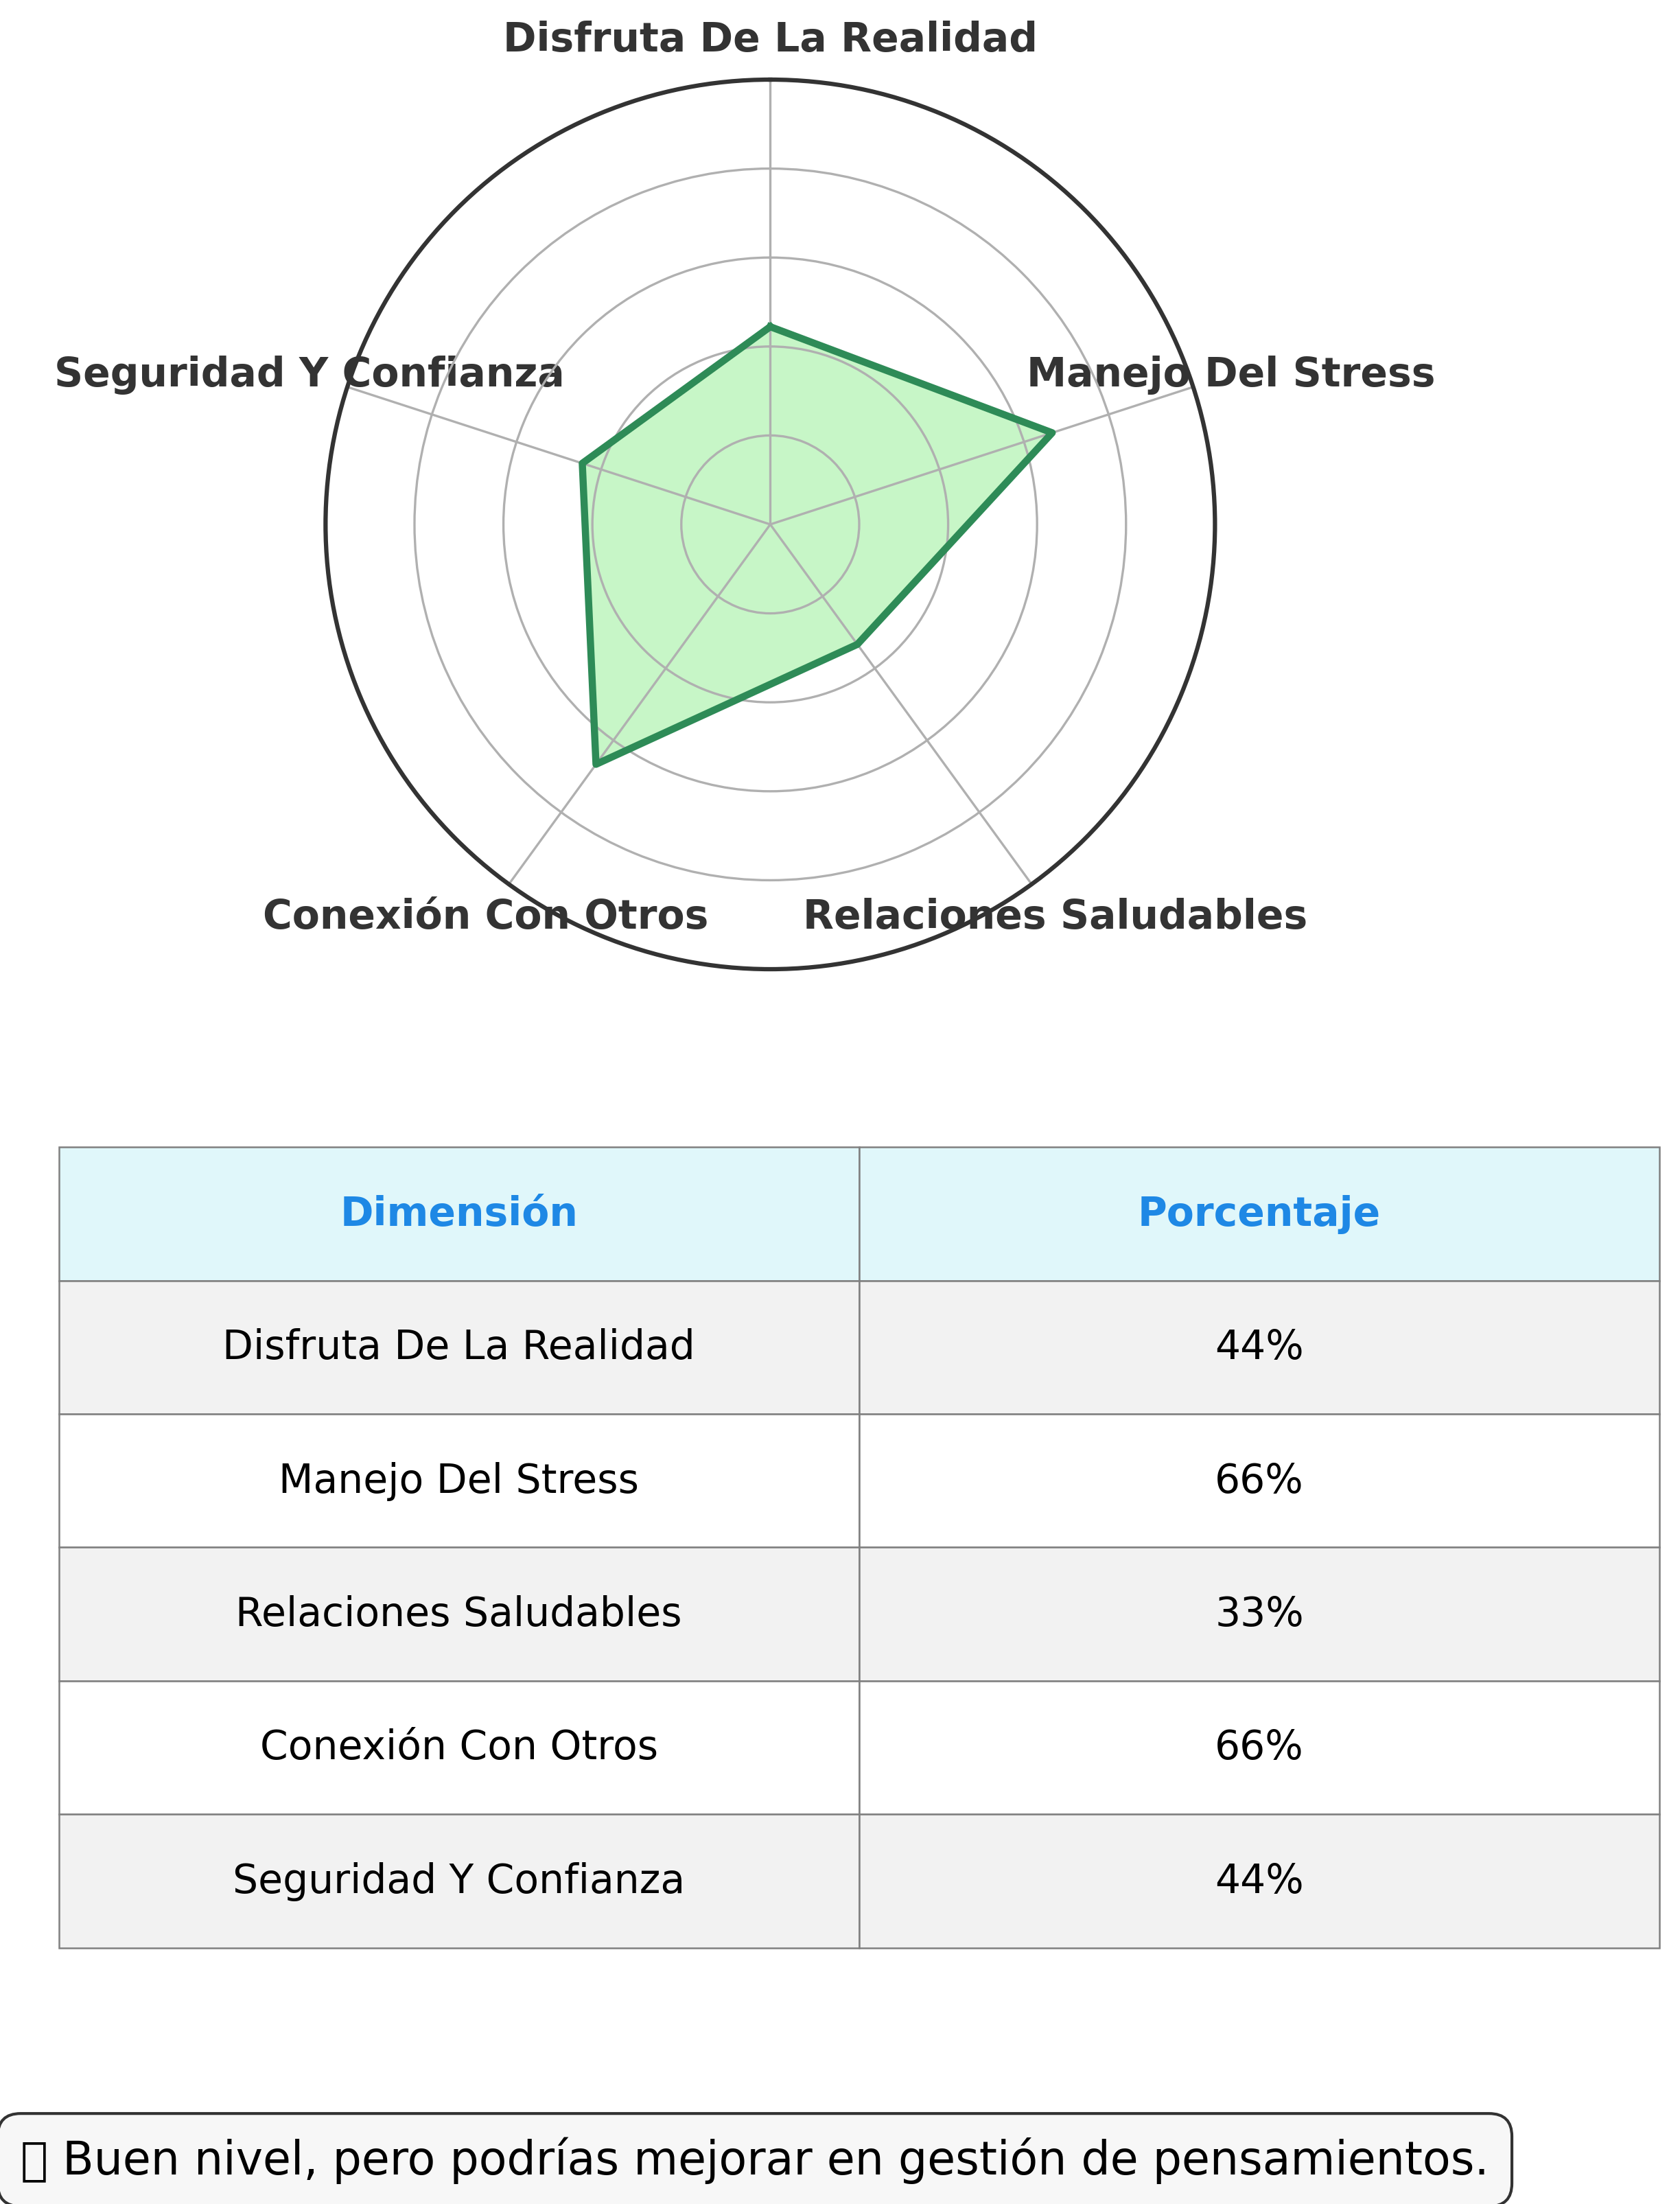 Disfruta De La Realidad
Seguridad Y Confianza
Manejo Del Stress
Conexión Con Otros
Relaciones Saludables
Dimensión Porcentaje
Disfruta De La Realidad 44%
Manejo Del Stress 66%
Relaciones Saludables 33%
Conexión Con Otros 66%
Seguridad Y Confianza 44%
Buen nivel, pero podrías mejorar en gestión de pensamientos.